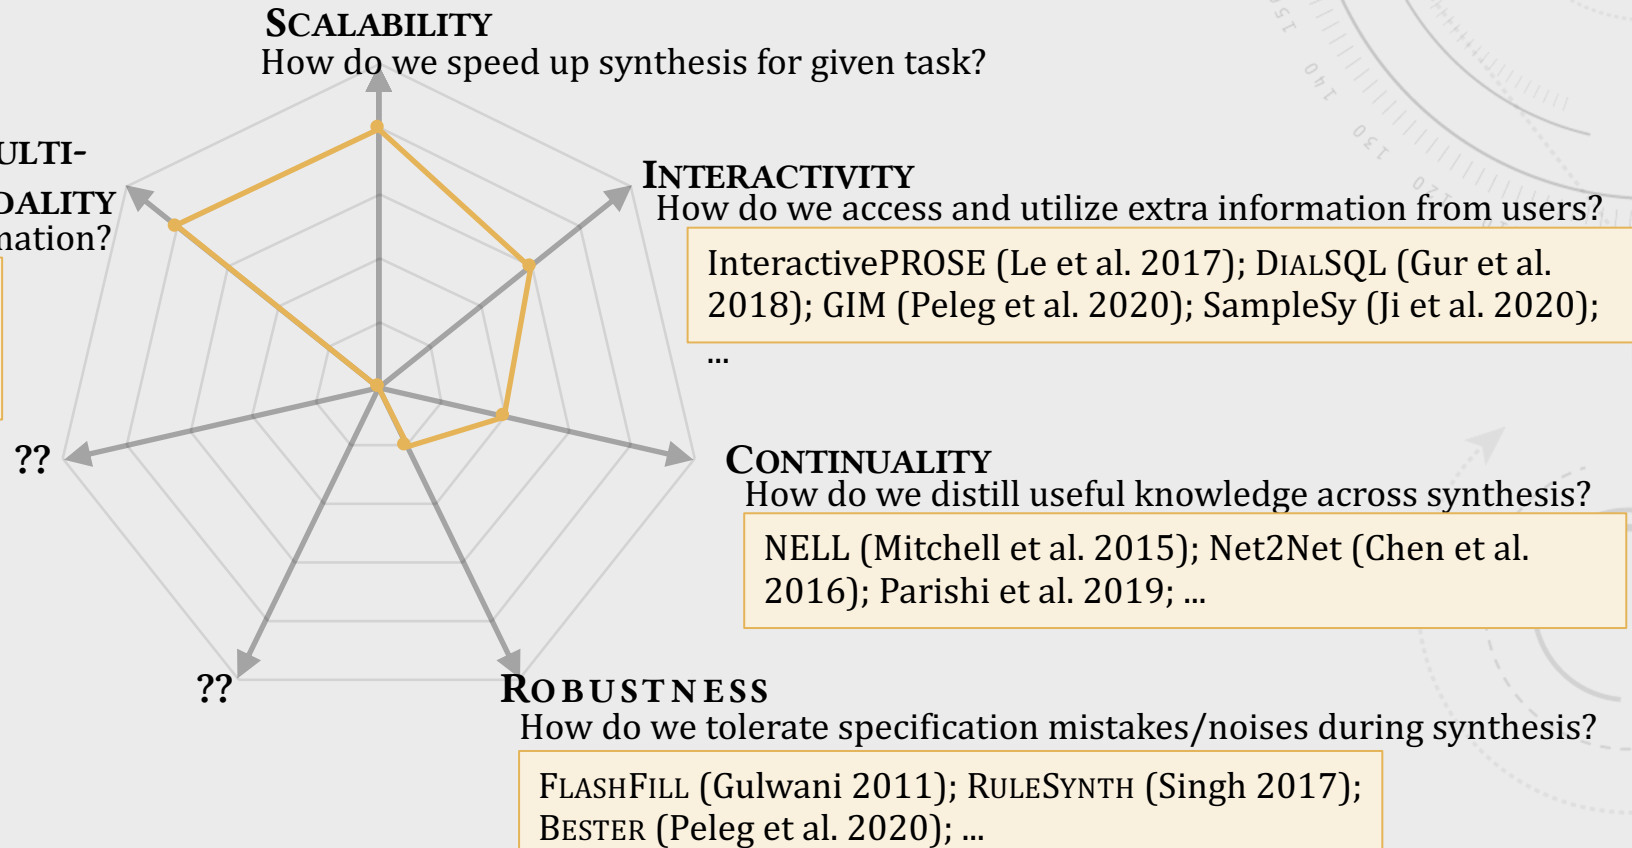 SCALABILITY
How do we speed up synthesis for given task?
ULTI-
DALITY
mation?
INTERACTIVITY
How do we access and utilize extra information from users?
InteractivePROSE (Le et al. 2017); DIALSQL (Gur et al.
2018); GIM (Peleg et al. 2020); SampleSy (Ji et al. 2020);
...
??
CONTINUALITY
How do we distill useful knowledge across synthesis?
NELL (Mitchell et al. 2015); Net2Net (Chen et al.
2016); Parishi et al. 2019; ...
??
ROBUSTNESS
How do we tolerate specification mistakes/noises during synthesis?
FLASHFILL (Gulwani 2011); RULESYNTH (Singh 2017);
BESTER (Peleg et al. 2020); ...
140
130
120